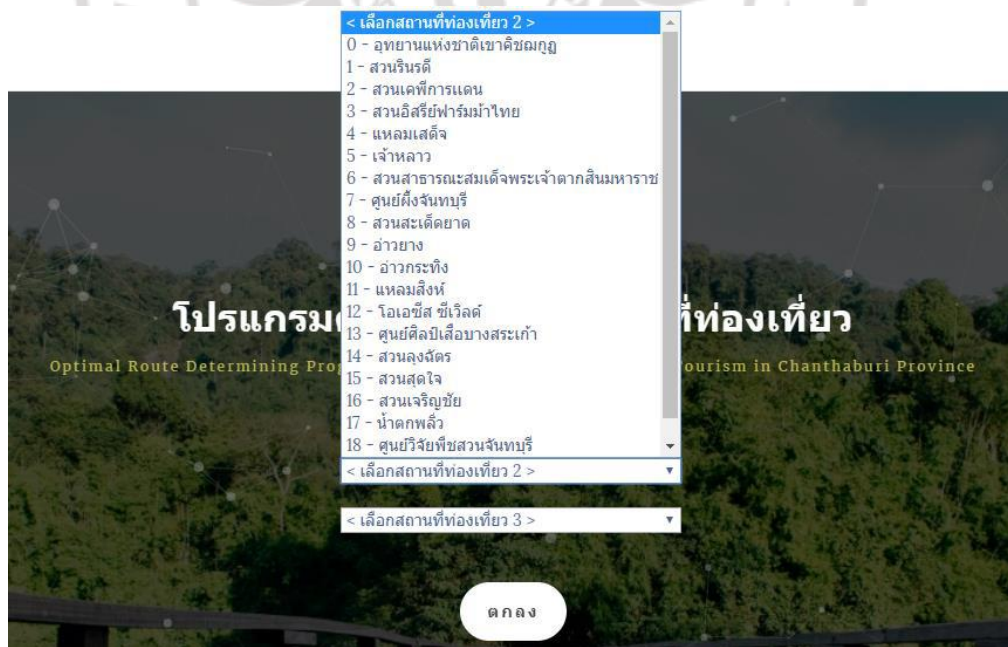 < เลือกสถานที่ท่องเที่ยว 2 >
0 - อุทยานแห่งชาติเขาคิชฌกูฏ
1 - สวนรินรดี
2 - สวนเคพีการแดน
3 - สวนอิสรีย์ฟาร์มม้าไทย
4 - แหลมเสด็จ
5 - เจ้าหลาว
6 - สวนสาธารณะสมเด็จพระเจ้าตากสินมหาราช
7 - ศูนย์ผึ้งจันทบุรี
8 - สวนสะเด็ดยาด
9 - อ่าวยาง
10 - อ่าวกระทิง
11 - แหลมสิงห์
12 - โอเอซีส ซีเวิลด์
13 - ศูนย์ศิลป์เสื่อบางสระเก้า
14 - สวนลุงฉัตร
15 - สวนสุดใจ
16 - สวนเจริญชัย
17 - น้ำตกพลิ้ว
18 - ศูนย์วิจัยพืชสวนจันทบุรี
โปรแกรม ที่ท่องเที่ยว
Optimal Route Determining Pro ourism in Chanthaburi Province
< เลือกสถานที่ท่องเที่ยว 2 >
< เลือกสถานที่ท่องเที่ยว 3 >
ตกลง